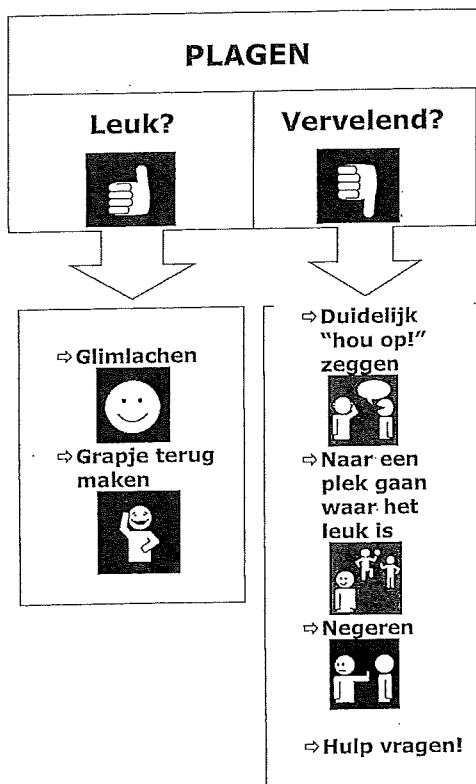 PLAGEN
Leuk?
Vervelend?
⇨ Glimlachen
⇨ Grapje terug
maken
⇨ Duidelijk
"hou op!"
zeggen
⇨ Naar een
plek gaan
waar het
leuk is
⇨ Negeren
⇨ Hulp vragen!